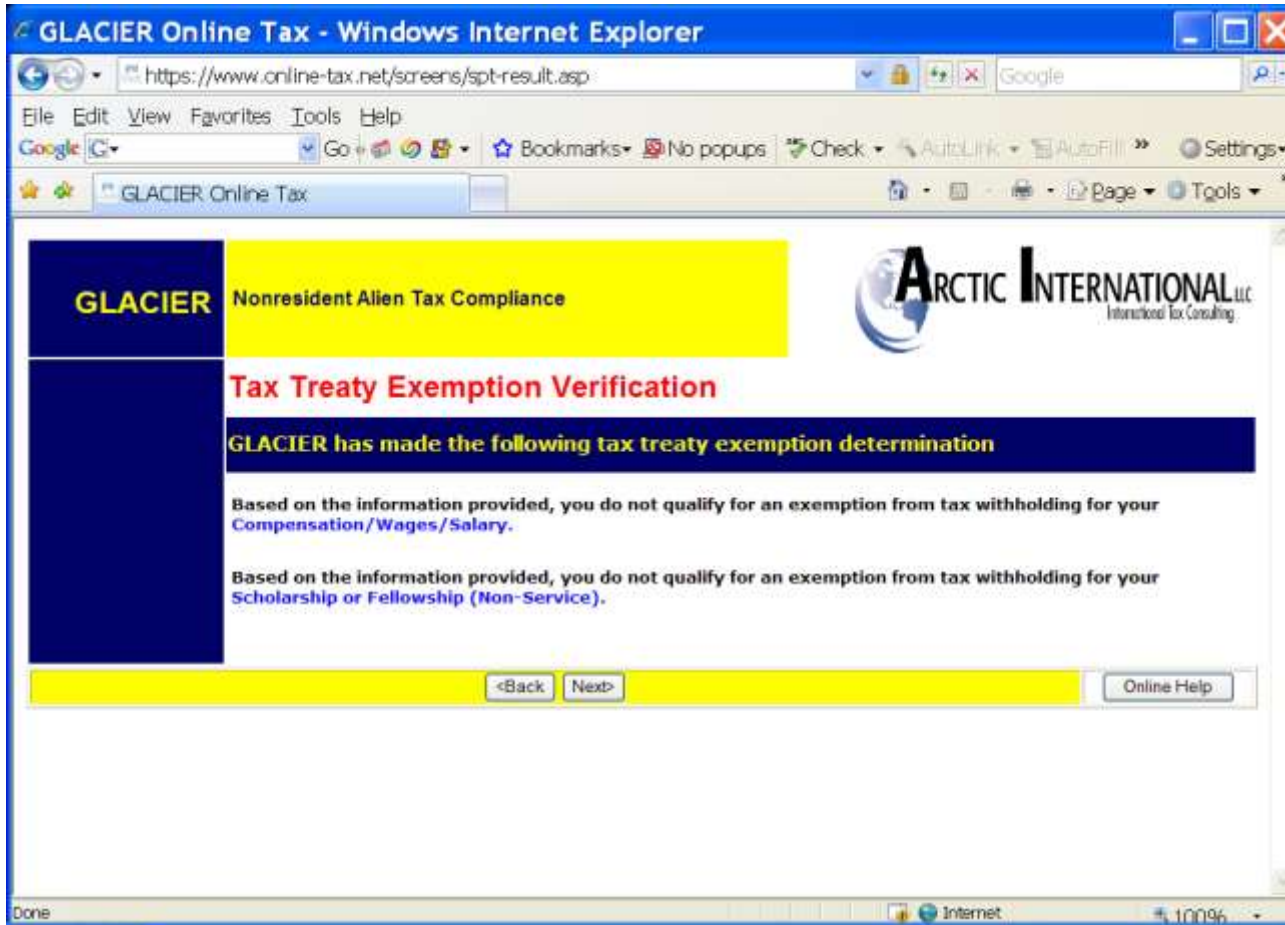 GLACIER Online Tax - Windows Internet Explorer
https://www.online-tax.net/screens/spt-result.asp Google
File Edit View Favorites Tools Help
Google G Go Bookmarks No popups Check AutoLink AutoFill » Settings
GLACIER Online Tax Page Tools
GLACIER Nonresident Alien Tax Compliance
ARCTIC INTERNATIONAL LLC
International Tax Consulting
Tax Treaty Exemption Verification
GLACIER has made the following tax treaty exemption determination
Based on the information provided, you do not qualify for an exemption from tax withholding for your
Compensation/Wages/Salary.
Based on the information provided, you do not qualify for an exemption from tax withholding for your
Scholarship or Fellowship (Non-Service).
<Back Next> Online Help
Done Internet 100%